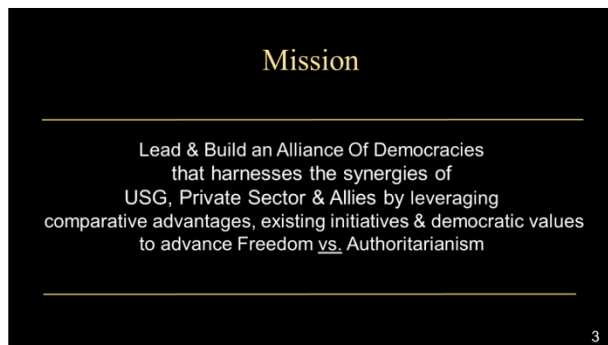 Mission
Lead & Build an Alliance Of Democracies
that harnesses the synergies of
USG, Private Sector & Allies by leveraging
comparative advantages, existing initiatives & democratic values
to advance Freedom vs. Authoritarianism
3